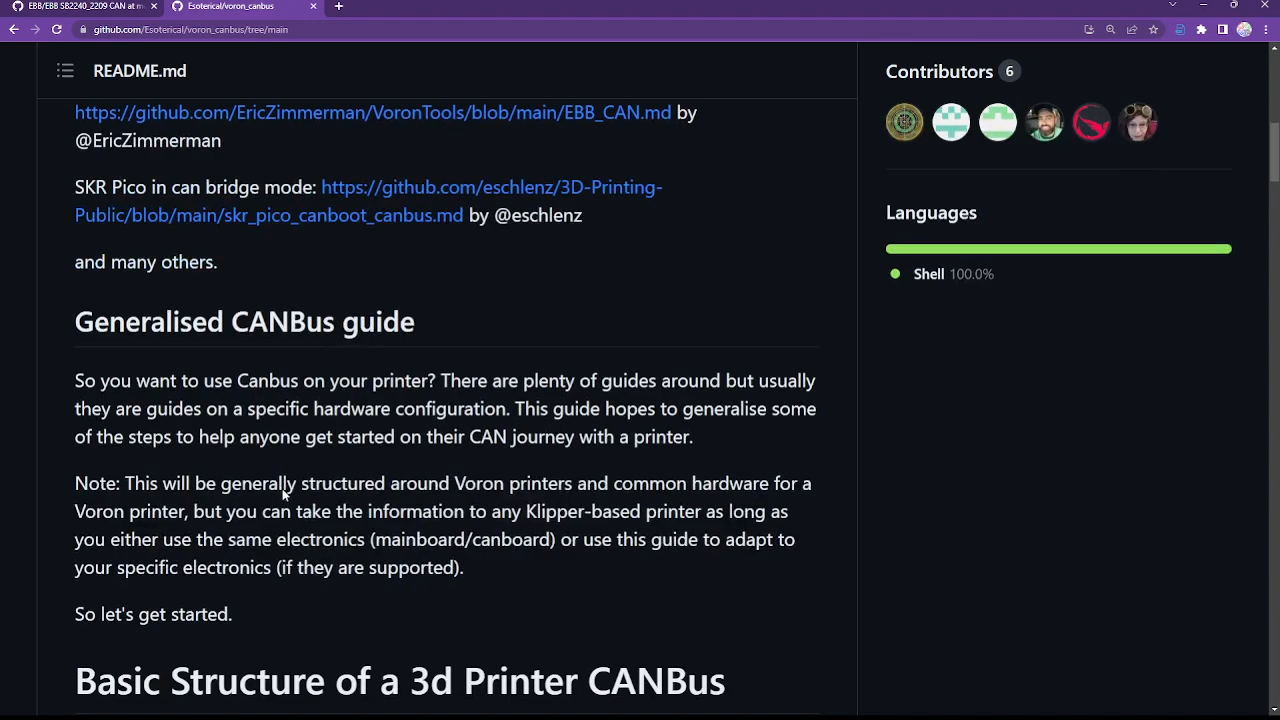 EBB/EBB SB2240_2209 CAN at m
Esoterical/voron_canbus
github.com/Esoterical/voron_canbus/tree/main
README.md
https://github.com/EricZimmerman/VoronTools/blob/main/EBB_CAN.md by
@EricZimmerman
SKR Pico in can bridge mode: https://github.com/eschlenz/3D-Printing-
Public/blob/main/skr_pico_canboot_canbus.md by @eschlenz
and many others.
Generalised CANBus guide
So you want to use Canbus on your printer? There are plenty of guides around but usually
they are guides on a specific hardware configuration. This guide hopes to generalise some
of the steps to help anyone get started on their CAN journey with a printer.
Note: This will be generally structured around Voron printers and common hardware for a
Voron printer, but you can take the information to any Klipper-based printer as long as
you either use the same electronics (mainboard/canboard) or use this guide to adapt to
your specific electronics (if they are supported).
So let's get started.
Basic Structure of a 3d Printer CANBus
Contributors 6
Languages
Shell 100.0%